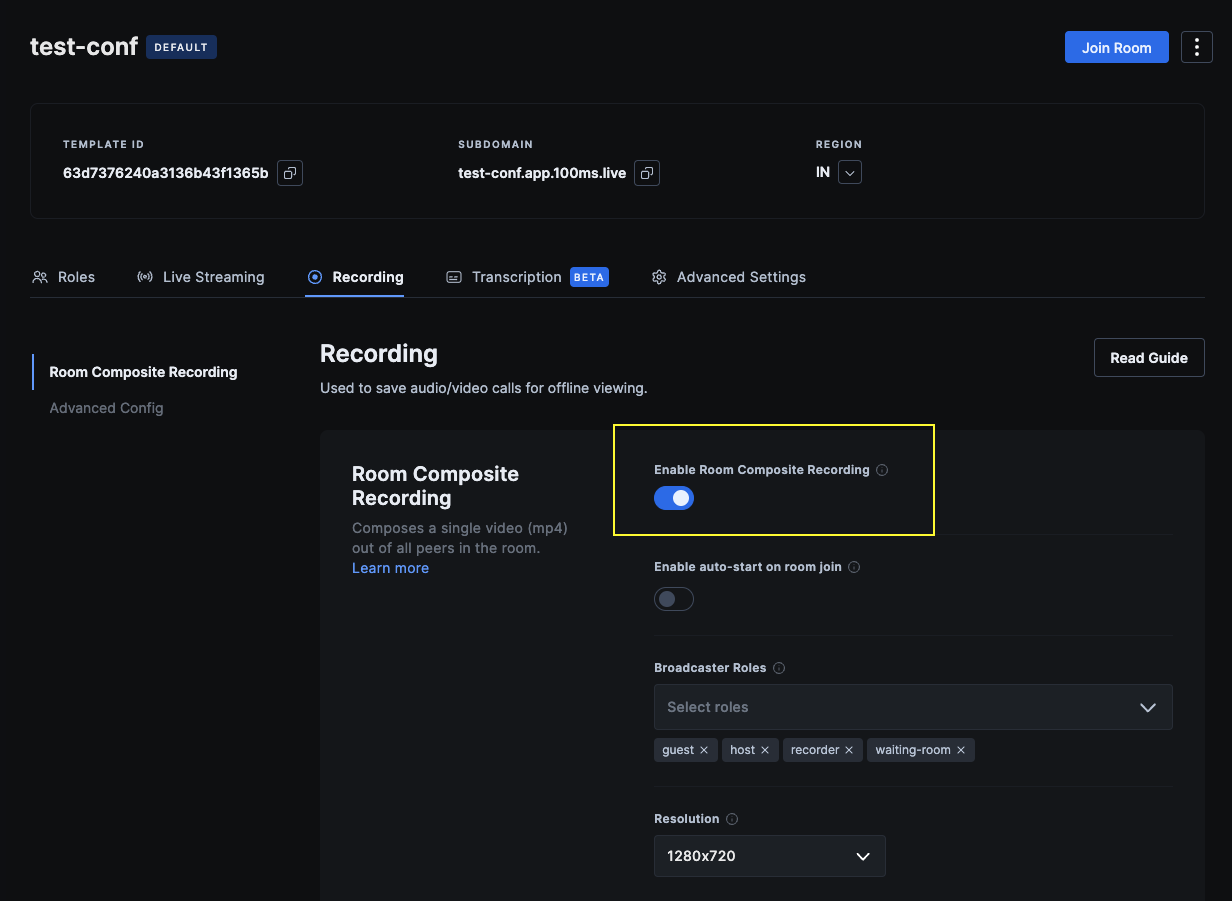 test-conf DEFAULT
Join Room
TEMPLATE ID
63d7376240a3136b43f1365b
SUBDOMAIN
test-conf.app.100ms.live
REGION
IN
Roles
Live Streaming
Recording
Transcription BETA
Advanced Settings
Room Composite Recording
Advanced Config
Recording
Used to save audio/video calls for offline viewing.
Read Guide
Room Composite
Recording
Composes a single video (mp4)
out of all peers in the room.
Learn more
Enable Room Composite Recording
Enable auto-start on room join
Broadcaster Roles
Select roles
guest
host
recorder
waiting-room
Resolution
1280x720